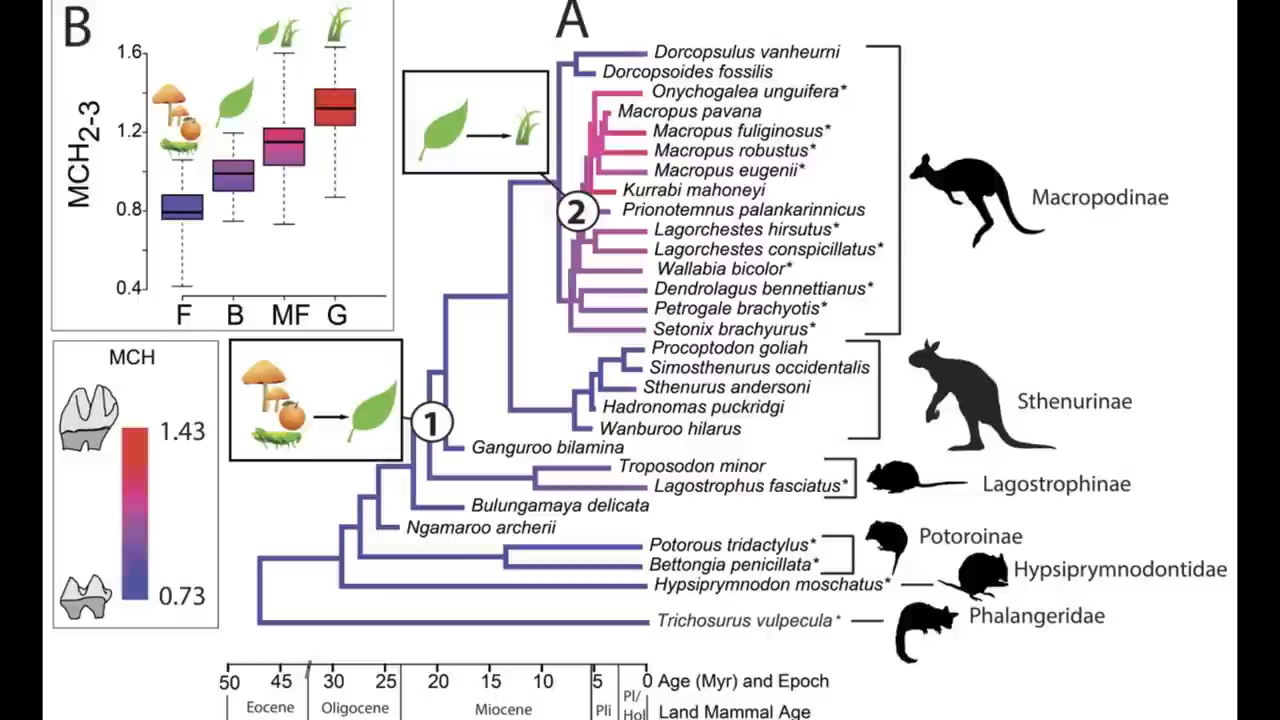 B
MCH2-3
1.6
1.2
0.8
0.4
F B MF G
MCH
1.43
0.73
A
Dorcopsulus vanheurni
Dorcopsoides fossilis
Onychogalea unguifera*
Macropus pavana
Macropus fuliginosus*
Macropus robustus*
Macropus eugenii*
Kurrabi mahoneyi
Prionotemnus palankarinnicus
Lagorchestes hirsutus*
Lagorchestes conspicillatus*
Wallabia bicolor*
Dendrolagus bennettianus*
Petrogale brachyotis*
Setonix brachyurus*
Procoptodon goliah
Simosthenurus occidentalis
Sthenurus andersoni
Hadronomas puckridgi
Wanburoo hilarus
Ganguroo bilamina
Troposodon minor
Lagostrophus fasciatus*
Bulungamaya delicata
Ngamaroo archerii
Potorous tridactylus*
Bettongia penicillata*
Hypsiprymnodon moschatus*
Trichosurus vulpecula*
2
1
Macropodinae
Sthenurinae
Lagostrophinae
Potoroinae
Hypsiprymnodontidae
Phalangeridae
50 45 30 25 20 15 10 5 0 Age (Myr) and Epoch
Eocene Oligocene Miocene Pli Pl/
Hol Land Mammal Age